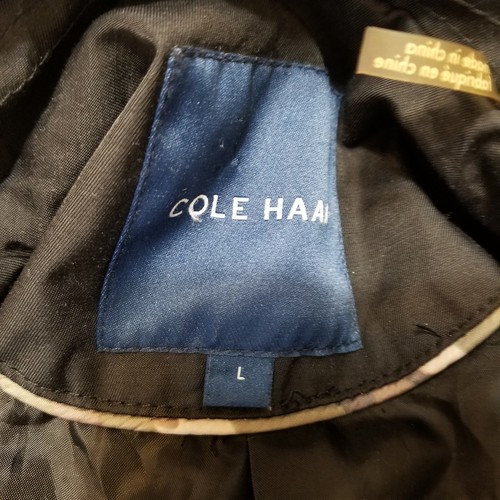 made in china
fabriqué en chine
COLE HAAN
L